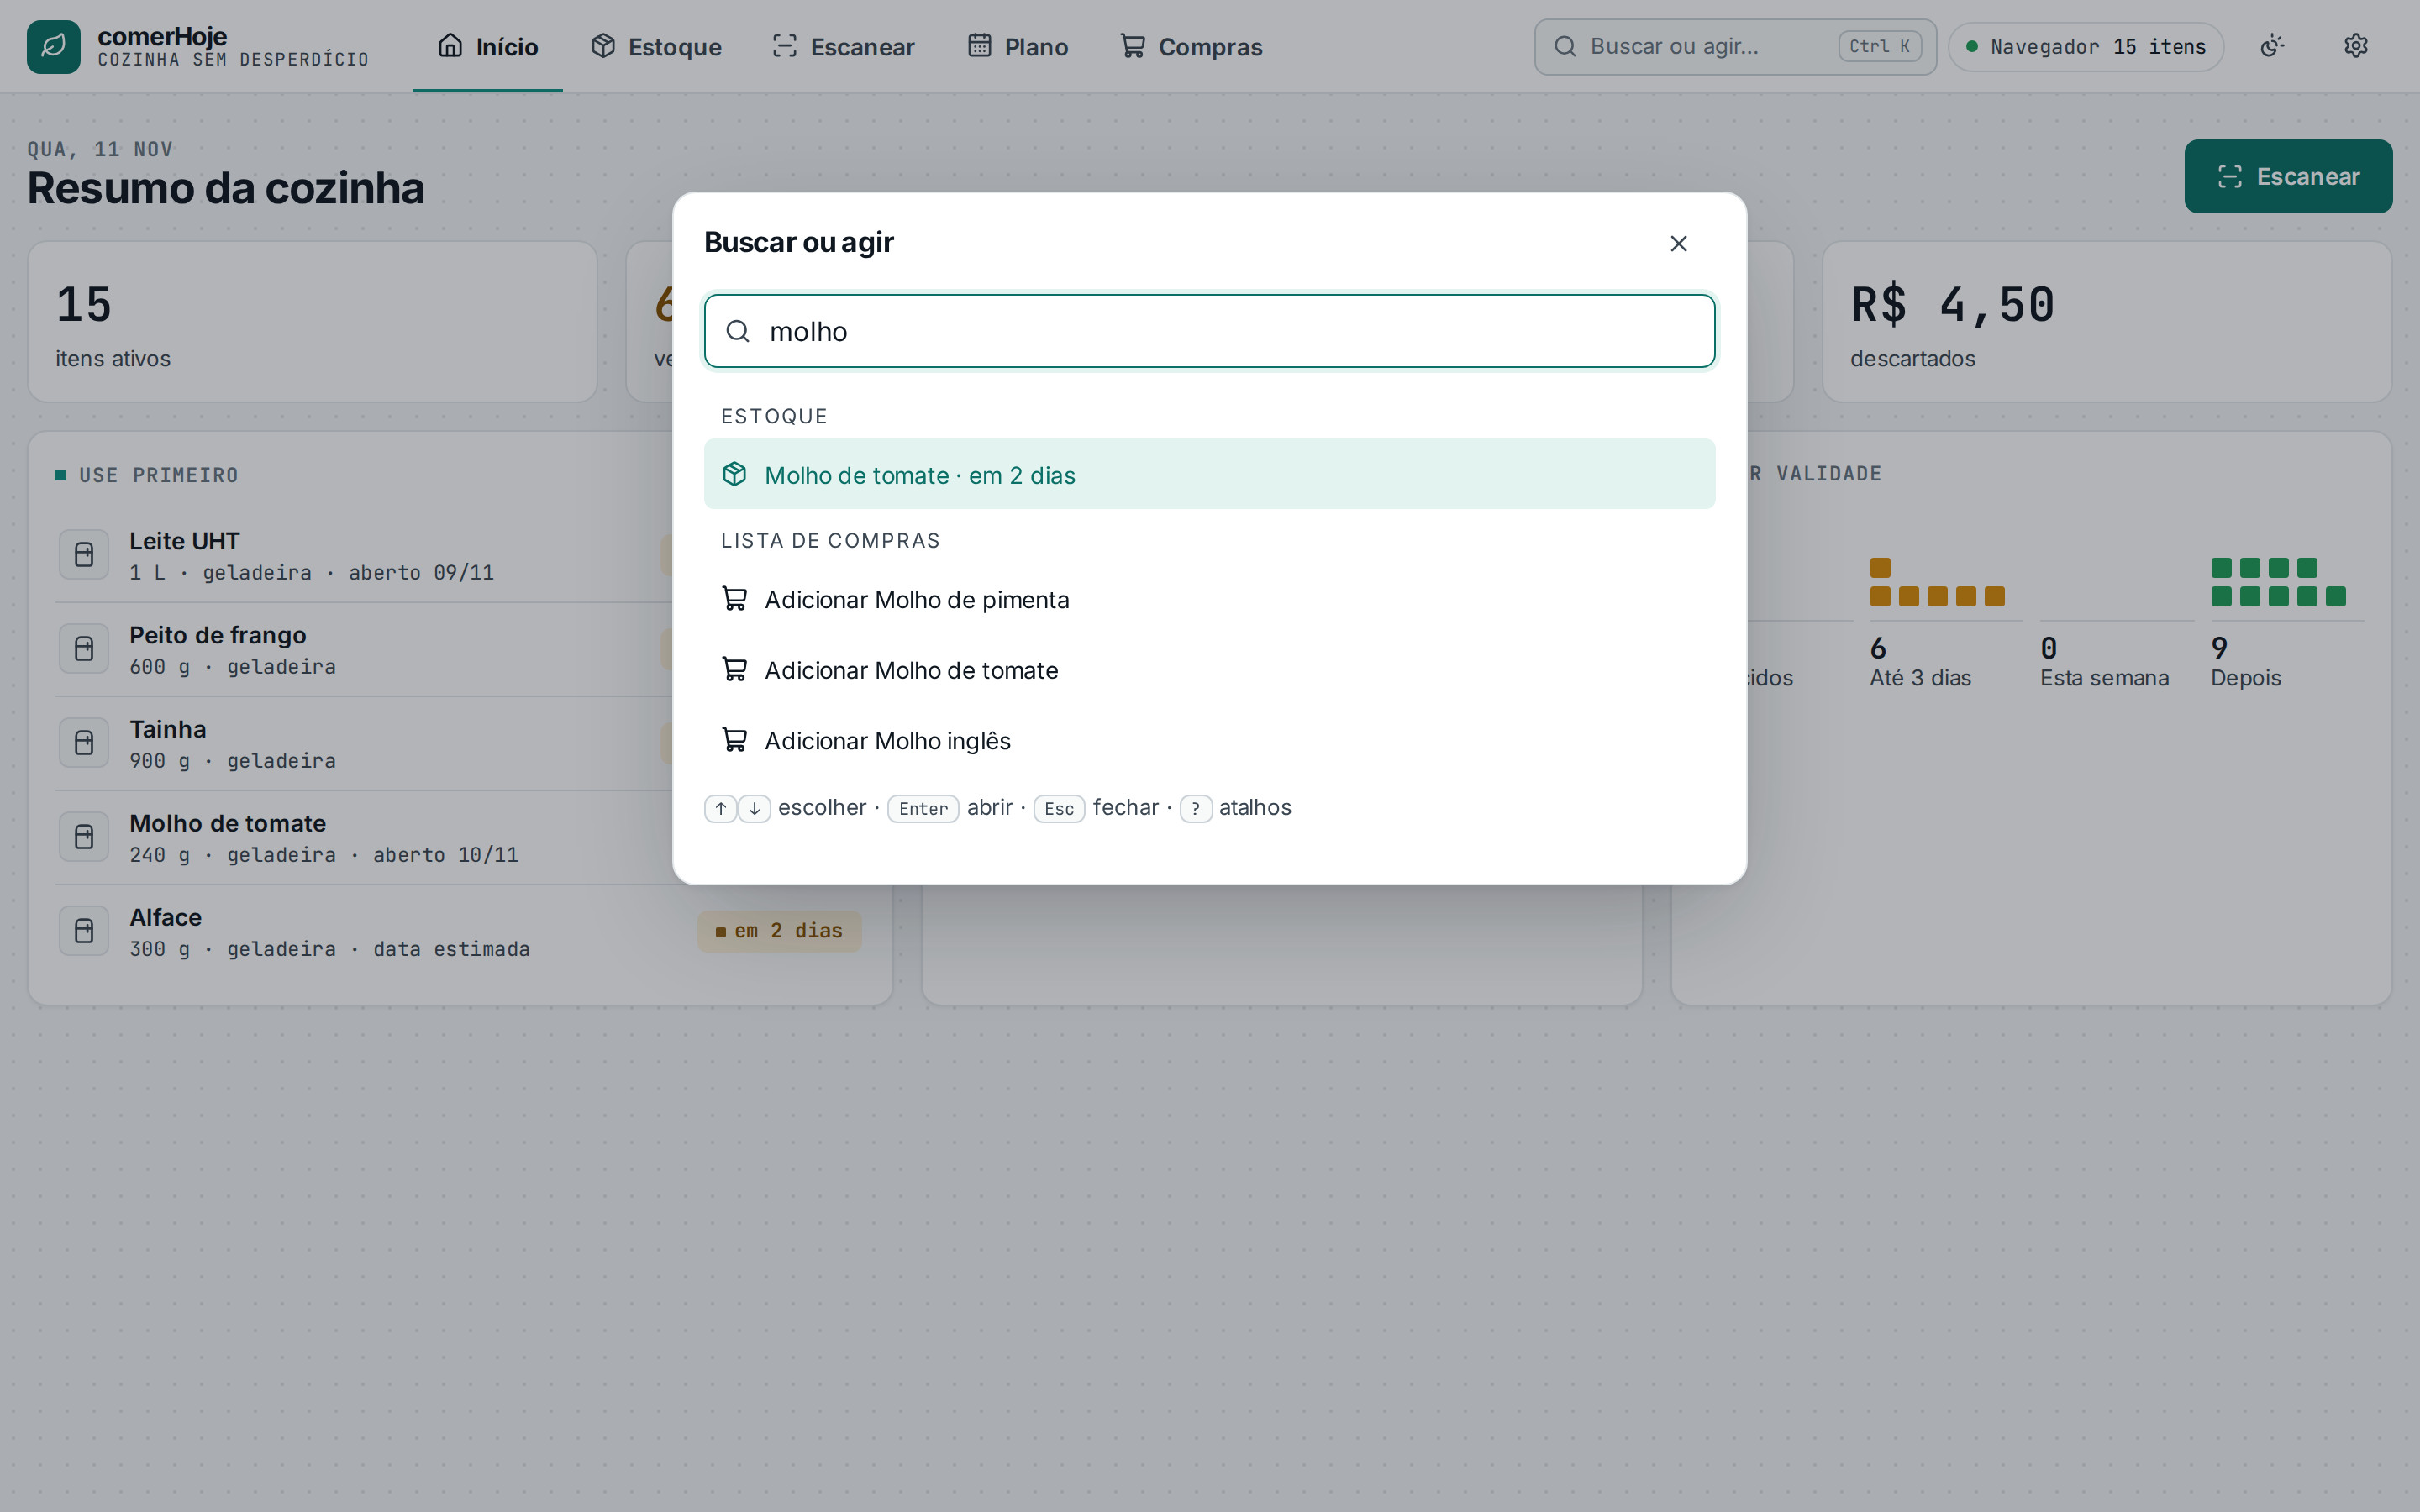 comerHoje
COZINHA SEM DESPERDÍCIO
Início
Estoque
Escanear
Plano
Compras
Buscar ou agir...
Ctrl K
Navegador 15 itens
QUA, 11 NOV
Resumo da cozinha
Escanear
15
itens ativos
R$ 4,50
descartados
Buscar ou agir
molho
ESTOQUE
Molho de tomate · em 2 dias
LISTA DE COMPRAS
Adicionar Molho de pimenta
Adicionar Molho de tomate
Adicionar Molho inglês
↑ ↓ escolher · Enter abrir · Esc fechar · ? atalhos
USE PRIMEIRO
Leite UHT
1 L · geladeira · aberto 09/11
Peito de frango
600 g · geladeira
Tainha
900 g · geladeira
Molho de tomate
240 g · geladeira · aberto 10/11
Alface
300 g · geladeira · data estimada
em 2 dias
VALIDADE
6
Até 3 dias
0
Esta semana
9
Depois